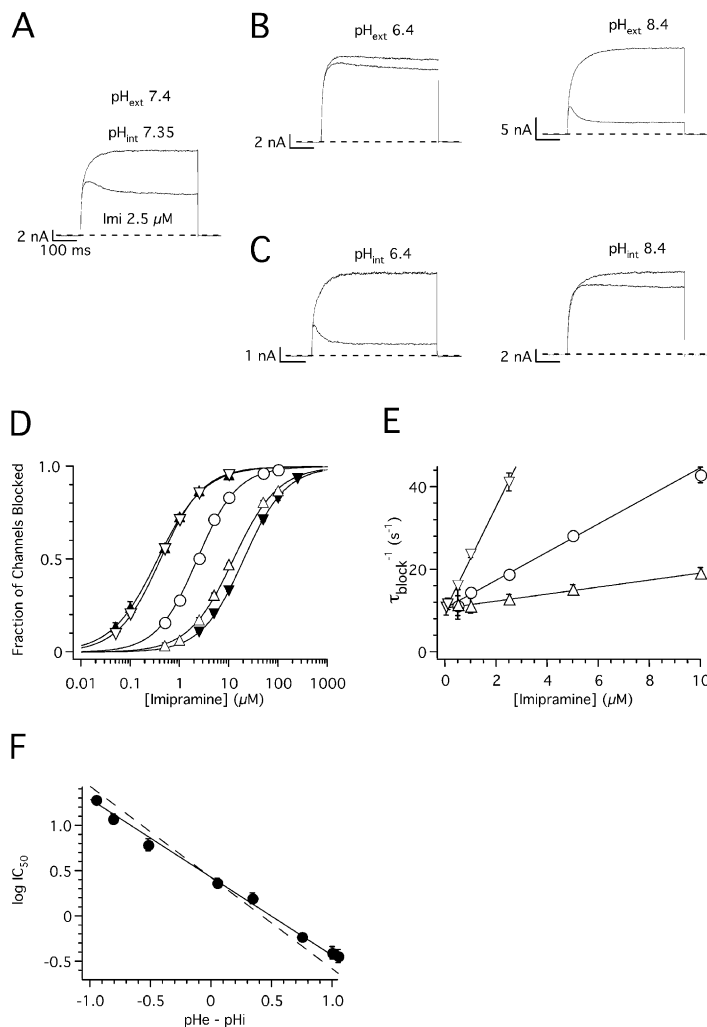 A
pHext 7.4
pHint 7.35
Imi 2.5 µM
2 nA
100 ms
B
pHext 6.4
2 nA
pHext 8.4
5 nA
C
pHint 6.4
1 nA
pHint 8.4
2 nA
D
Fraction of Channels Blocked
1.0
0.5
0
0.01 0.1 1 10 100 1000
[Imipramine] (µM)
E
τblock⁻¹ (s⁻¹)
40
20
0
0 2 4 6 8 10
[Imipramine] (µM)
F
log IC50
1.0
0.5
0
-0.5
-1.0 -0.5 0 0.5 1.0
pHe - pHi